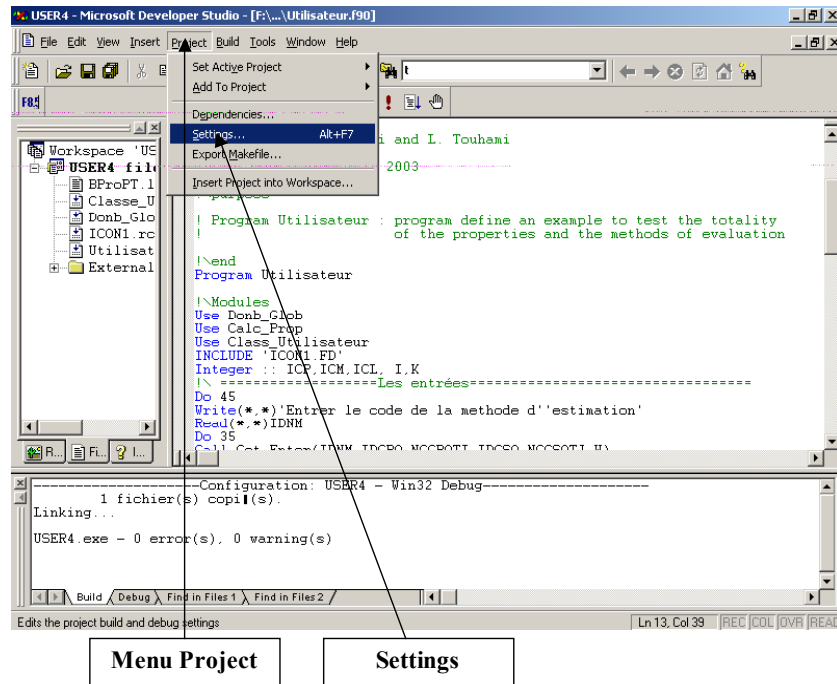 USER4 - Microsoft Developer Studio - [F:\...\Utilisateur.f90]
File Edit View Insert Project Build Tools Window Help
Set Active Project
Add To Project
Dependencies...
Settings... Alt+F7
Export Makefile...
Insert Project into Workspace...
t
F8.
Workspace 'US
USER4 file
BProPT.l
Classe_U
Donb_Glo
ICON1.rc
Utilisat
External
R... Fi... I...
i and L. Touhami
2003
! Program Utilisateur : program define an example to test the totality
! of the properties and the methods of evaluation
!\end
Program Utilisateur
!\Modules
Use Donb_Glob
Use Calc_Prop
Use Class_Utilisateur
INCLUDE 'ICON1.FD'
Integer :: ICP,ICM,ICL, I,K
!\ ===================Les entrées==================================
Do 45
Write(*,*)'Entrer le code de la methode d''estimation'
Read(*,*)IDNM
Do 35
--------------------Configuration: USER4 - Win32 Debug--------------------
1 fichier(s) copi(s).
Linking...
USER4.exe - 0 error(s), 0 warning(s)
Build Debug Find in Files 1 Find in Files 2
Edits the project build and debug settings
Ln 13, Col 39 REC COL OVR READ
Menu Project
Settings